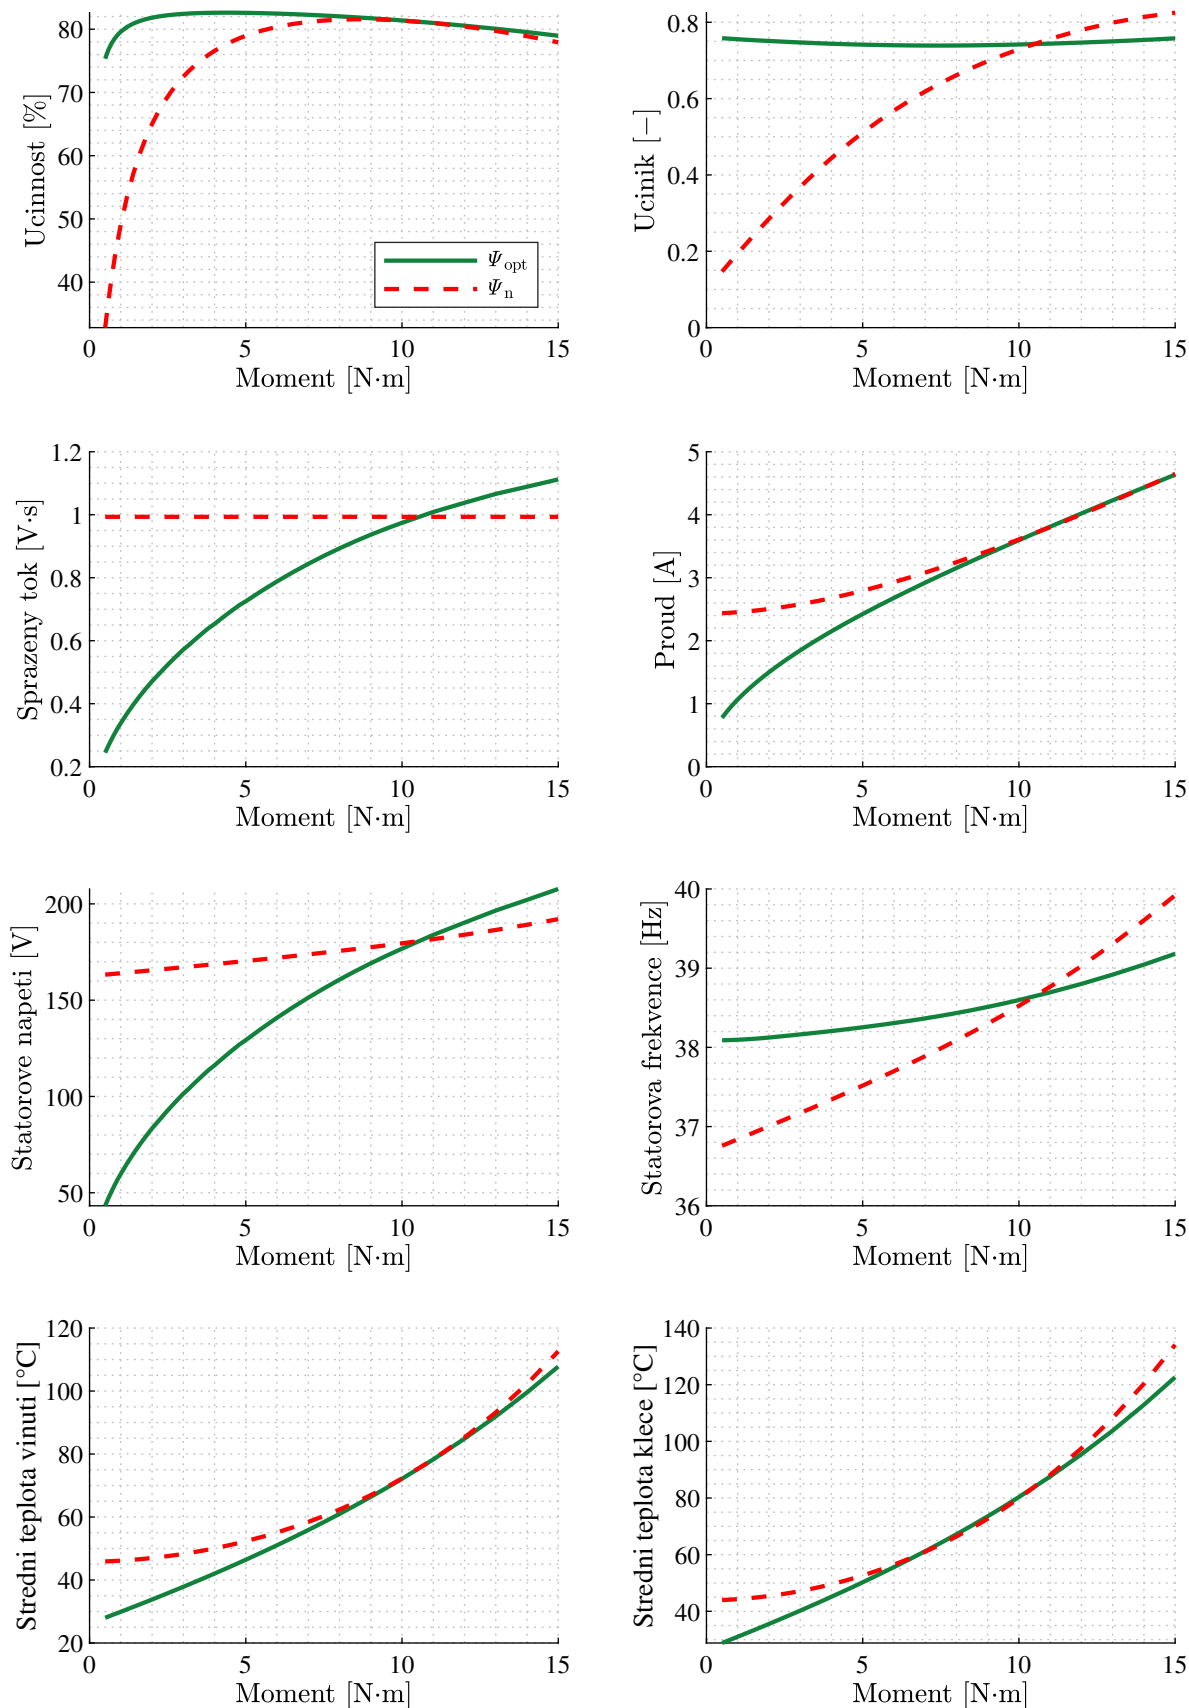 80
70
60
50
40
Ucinnost [%]
Ψopt
Ψn
0 5 10 15
Moment [N·m]
0.8
0.6
0.4
0.2
0
Ucinik [−]
0 5 10 15
Moment [N·m]
1.2
1
0.8
0.6
0.4
0.2
Sprazeny tok [V·s]
0 5 10 15
Moment [N·m]
5
4
3
2
1
0
Proud [A]
0 5 10 15
Moment [N·m]
200
150
100
50
Statorove napeti [V]
0 5 10 15
Moment [N·m]
40
39
38
37
36
Statorova frekvence [Hz]
0 5 10 15
Moment [N·m]
120
100
80
60
40
20
Stredni teplota vinuti [°C]
0 5 10 15
Moment [N·m]
140
120
100
80
60
40
Stredni teplota klece [°C]
0 5 10 15
Moment [N·m]